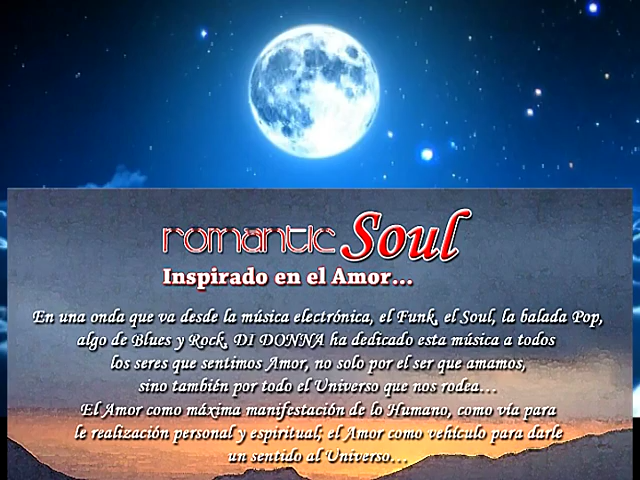 romantic Soul
Inspirado en el Amor...
En una onda que va desde la música electrónica, el Funk, el Soul, la balada Pop,
algo de Blues y Rock, DI DONNA ha dedicado esta música a todos
los seres que sentimos Amor, no solo por el ser que amamos,
sino también por todo el Universo que nos rodea...
El Amor como máxima manifestación de lo Humano, como vía para
le realización personal y espiritual; el Amor como vehículo para darle
un sentido al Universo...